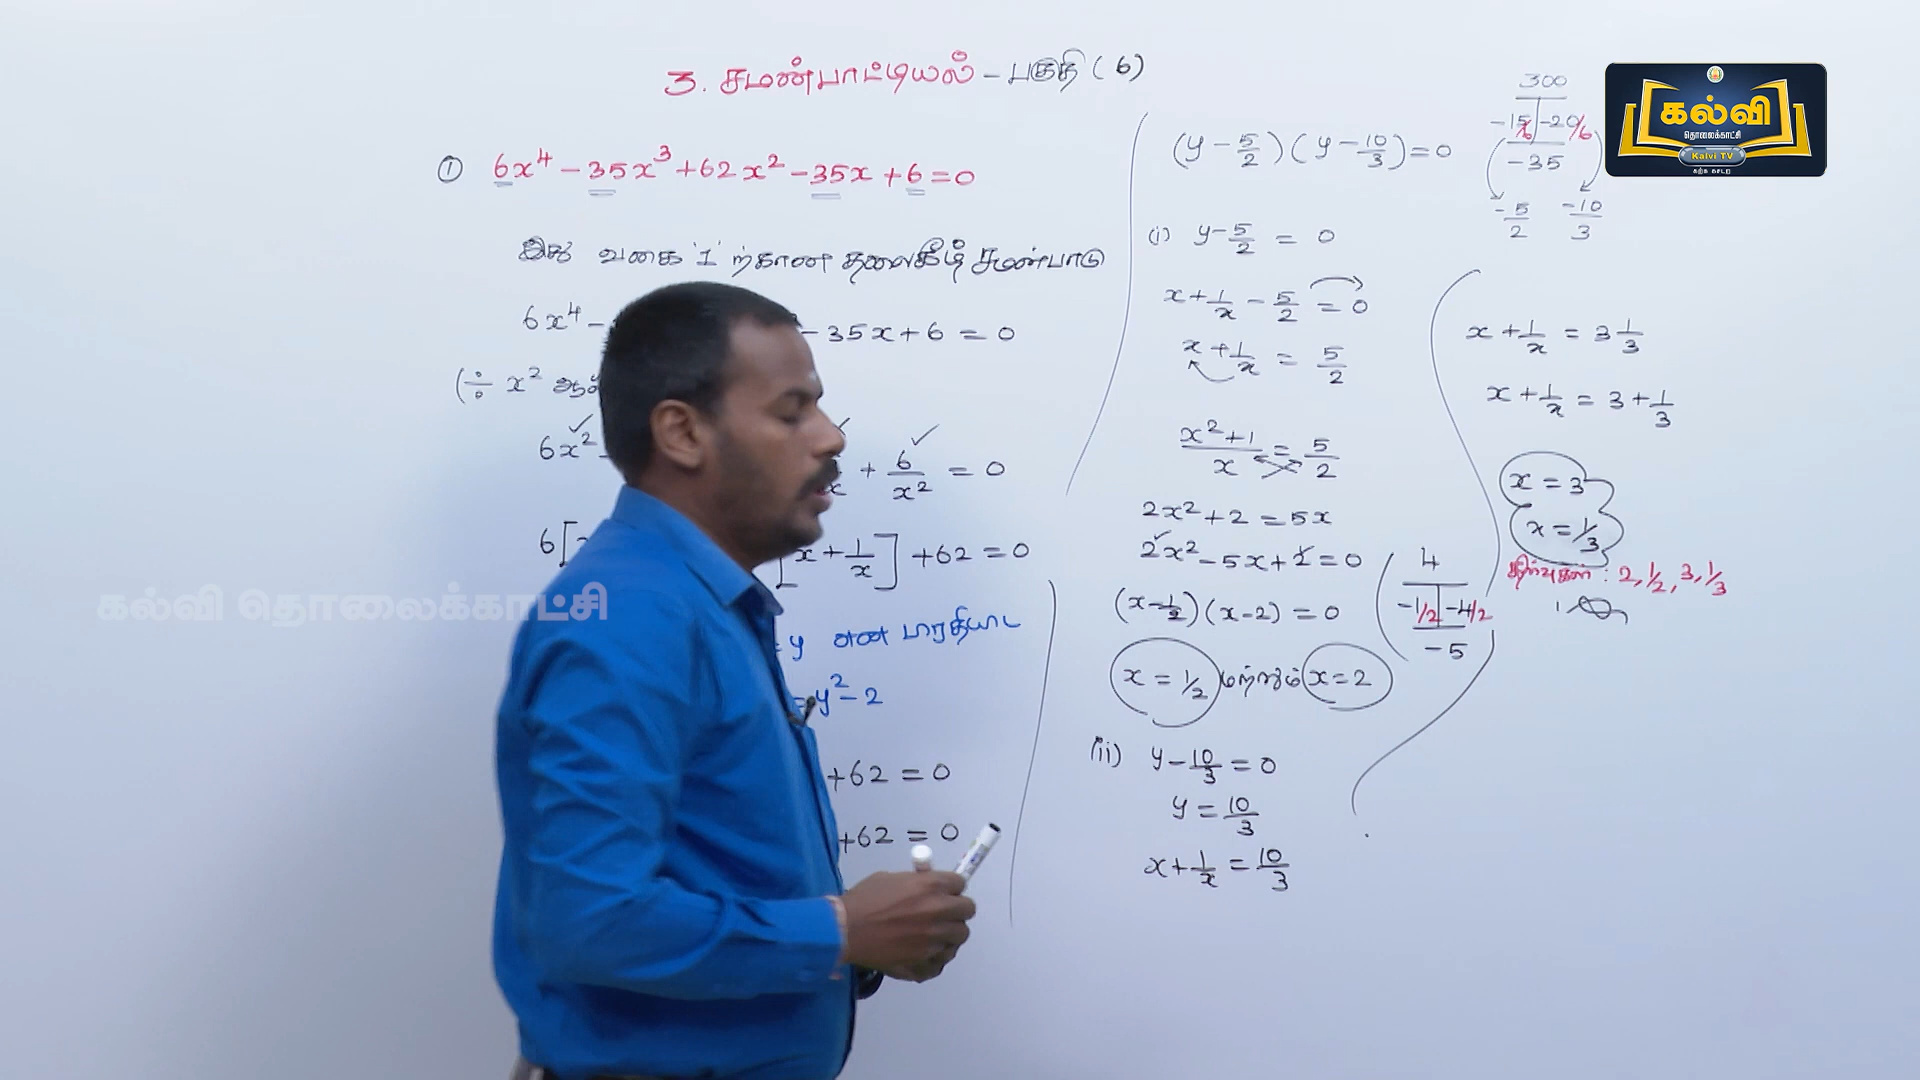 3. சமன்பாட்டியல் - பகுதி (6)
① 6x⁴ - 35x³ + 62x² - 35x + 6 = 0
இது வகை '1' ற்கான தலைகீழ் சமன்பாடு
6x⁴ - - 35x + 6 = 0
(÷ x²
6x² - + 6/x² = 0
6[ x + 1/x] + 62 = 0
= y என பிரதியிட
= y² - 2
+ 62 = 0
+ 62 = 0
(y - 5/2)(y - 10/3) = 0
(i) y - 5/2 = 0
x + 1/x - 5/2 = 0
x + 1/x = 5/2
x² + 1/x = 5/2
2x² + 2 = 5x
2x² - 5x + 2 = 0
(x - 1/2)(x - 2) = 0
x = 1/2 மற்றும் x = 2
(ii) y - 10/3 = 0
y = 10/3
x + 1/x = 10/3
300
-15/6 | -20/6
-35
-5/2 -10/3
4
-1/2 | -4/2
-5
x + 1/x = 3 1/3
x + 1/x = 3 + 1/3
x = 3
x = 1/3
தீர்வுகள் : 2, 1/2, 3, 1/3
கல்வி
தொலைக்காட்சி
Kalvi TV
கற்க கசடற
கல்வி தொலைக்காட்சி